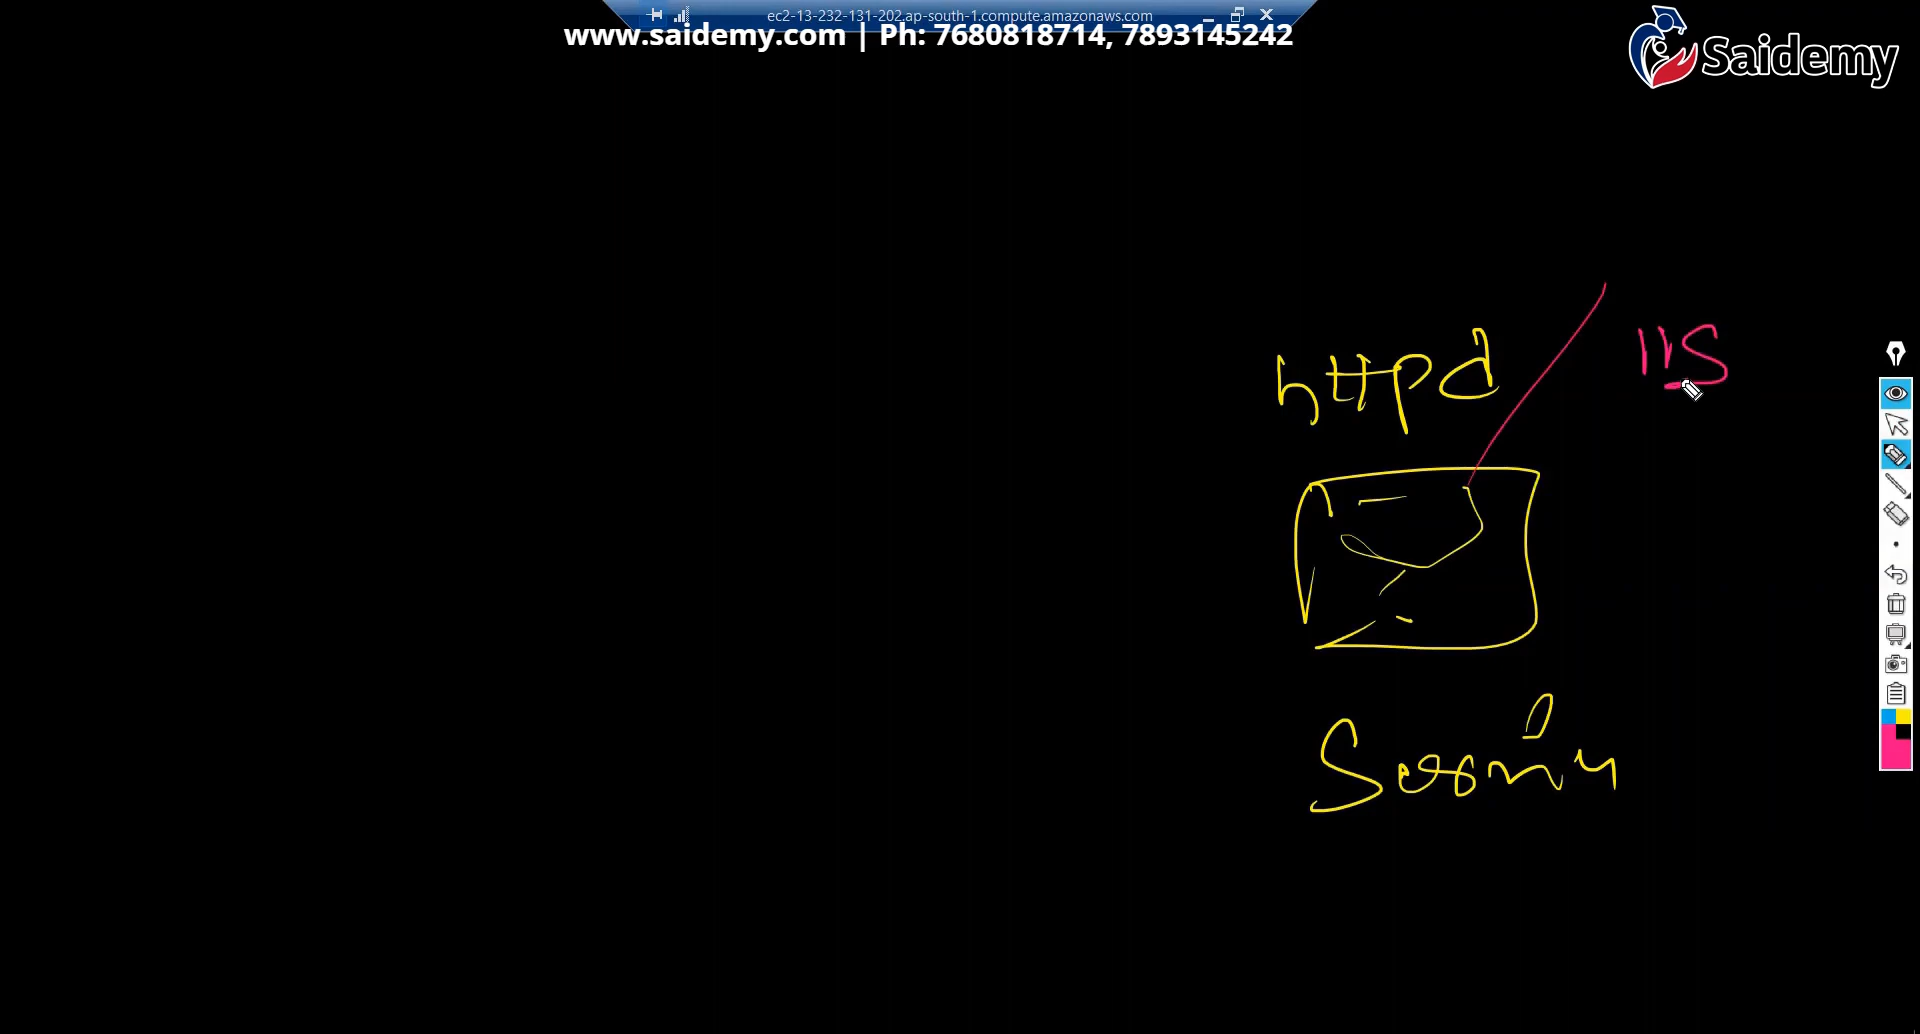 ec2-13-232-131-202.ap-south-1.compute.amazonaws.com
www.saidemy.com | Ph: 7680818714, 7893145242
Saidemy
httpd
IIS